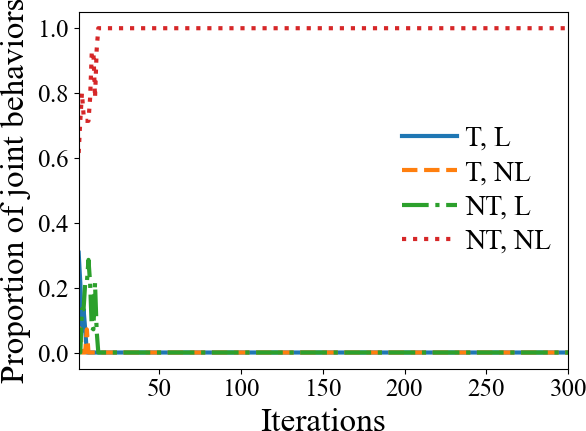 Proportion of joint behaviors
1.0
0.8
0.6
0.4
0.2
0.0
T, L
T, NL
NT, L
NT, NL
50 100 150 200 250 300
Iterations